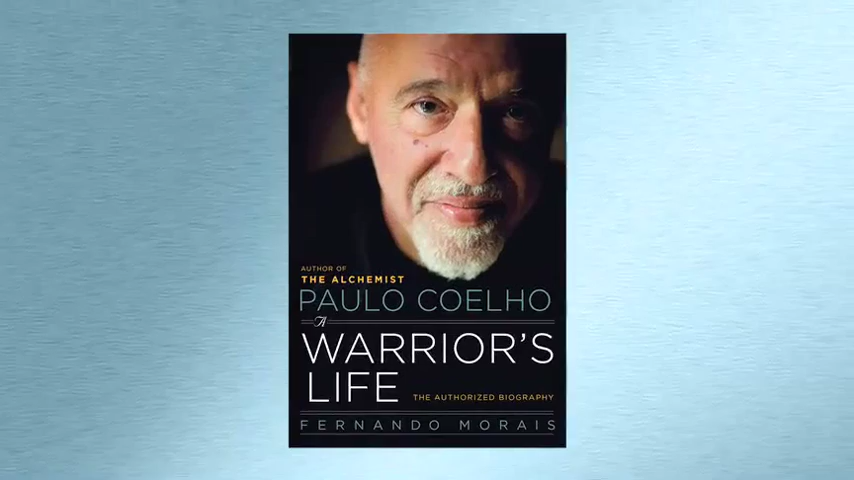 AUTHOR OF
THE ALCHEMIST
PAULO COELHO
A
WARRIOR'S
LIFE THE AUTHORIZED BIOGRAPHY
FERNANDO MORAIS